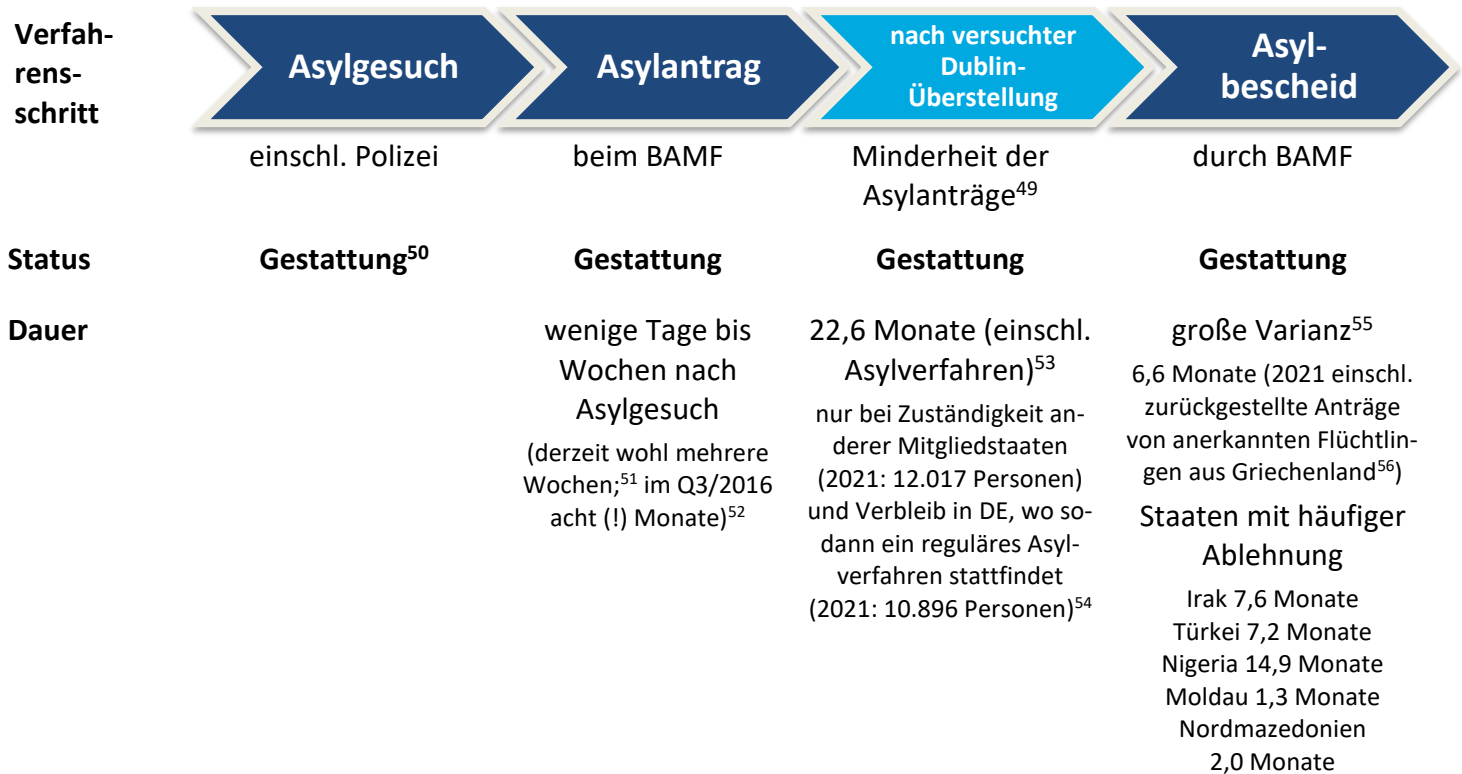 Verfah-
rens-
schritt
Asylgesuch
Asylantrag
nach versuchter
Dublin-
Überstellung
Asyl-
bescheid
einschl. Polizei
beim BAMF
Minderheit der
Asylanträge⁴⁹
durch BAMF
Status
Gestattung⁵⁰
Gestattung
Gestattung
Gestattung
Dauer
wenige Tage bis
Wochen nach
Asylgesuch
(derzeit wohl mehrere
Wochen;⁵¹ im Q3/2016
acht (!) Monate)⁵²
22,6 Monate (einschl.
Asylverfahren)⁵³
nur bei Zuständigkeit an-
derer Mitgliedstaaten
(2021: 12.017 Personen)
und Verbleib in DE, wo so-
dann ein reguläres Asyl-
verfahren stattfindet
(2021: 10.896 Personen)⁵⁴
große Varianz⁵⁵
6,6 Monate (2021 einschl.
zurückgestellte Anträge
von anerkannten Flüchtlin-
gen aus Griechenland⁵⁶)
Staaten mit häufiger
Ablehnung
Irak 7,6 Monate
Türkei 7,2 Monate
Nigeria 14,9 Monate
Moldau 1,3 Monate
Nordmazedonien
2,0 Monate